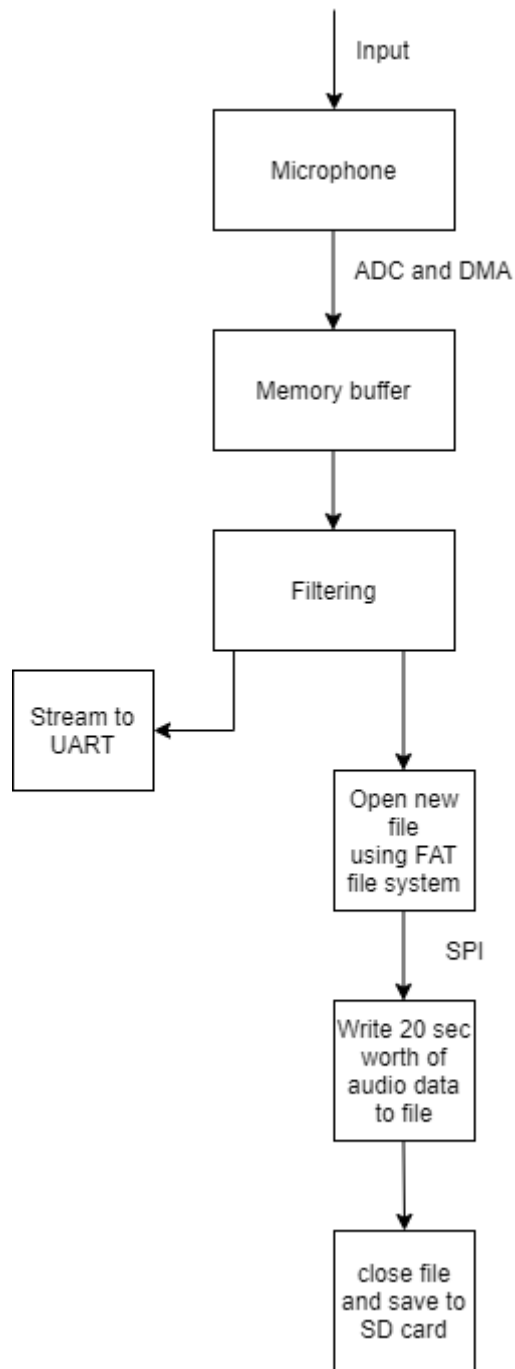 Input
Microphone
ADC and DMA
Memory buffer
Filtering
Stream to
UART
Open new
file
using FAT
file system
SPI
Write 20 sec
worth of
audio data
to file
close file
and save to
SD card